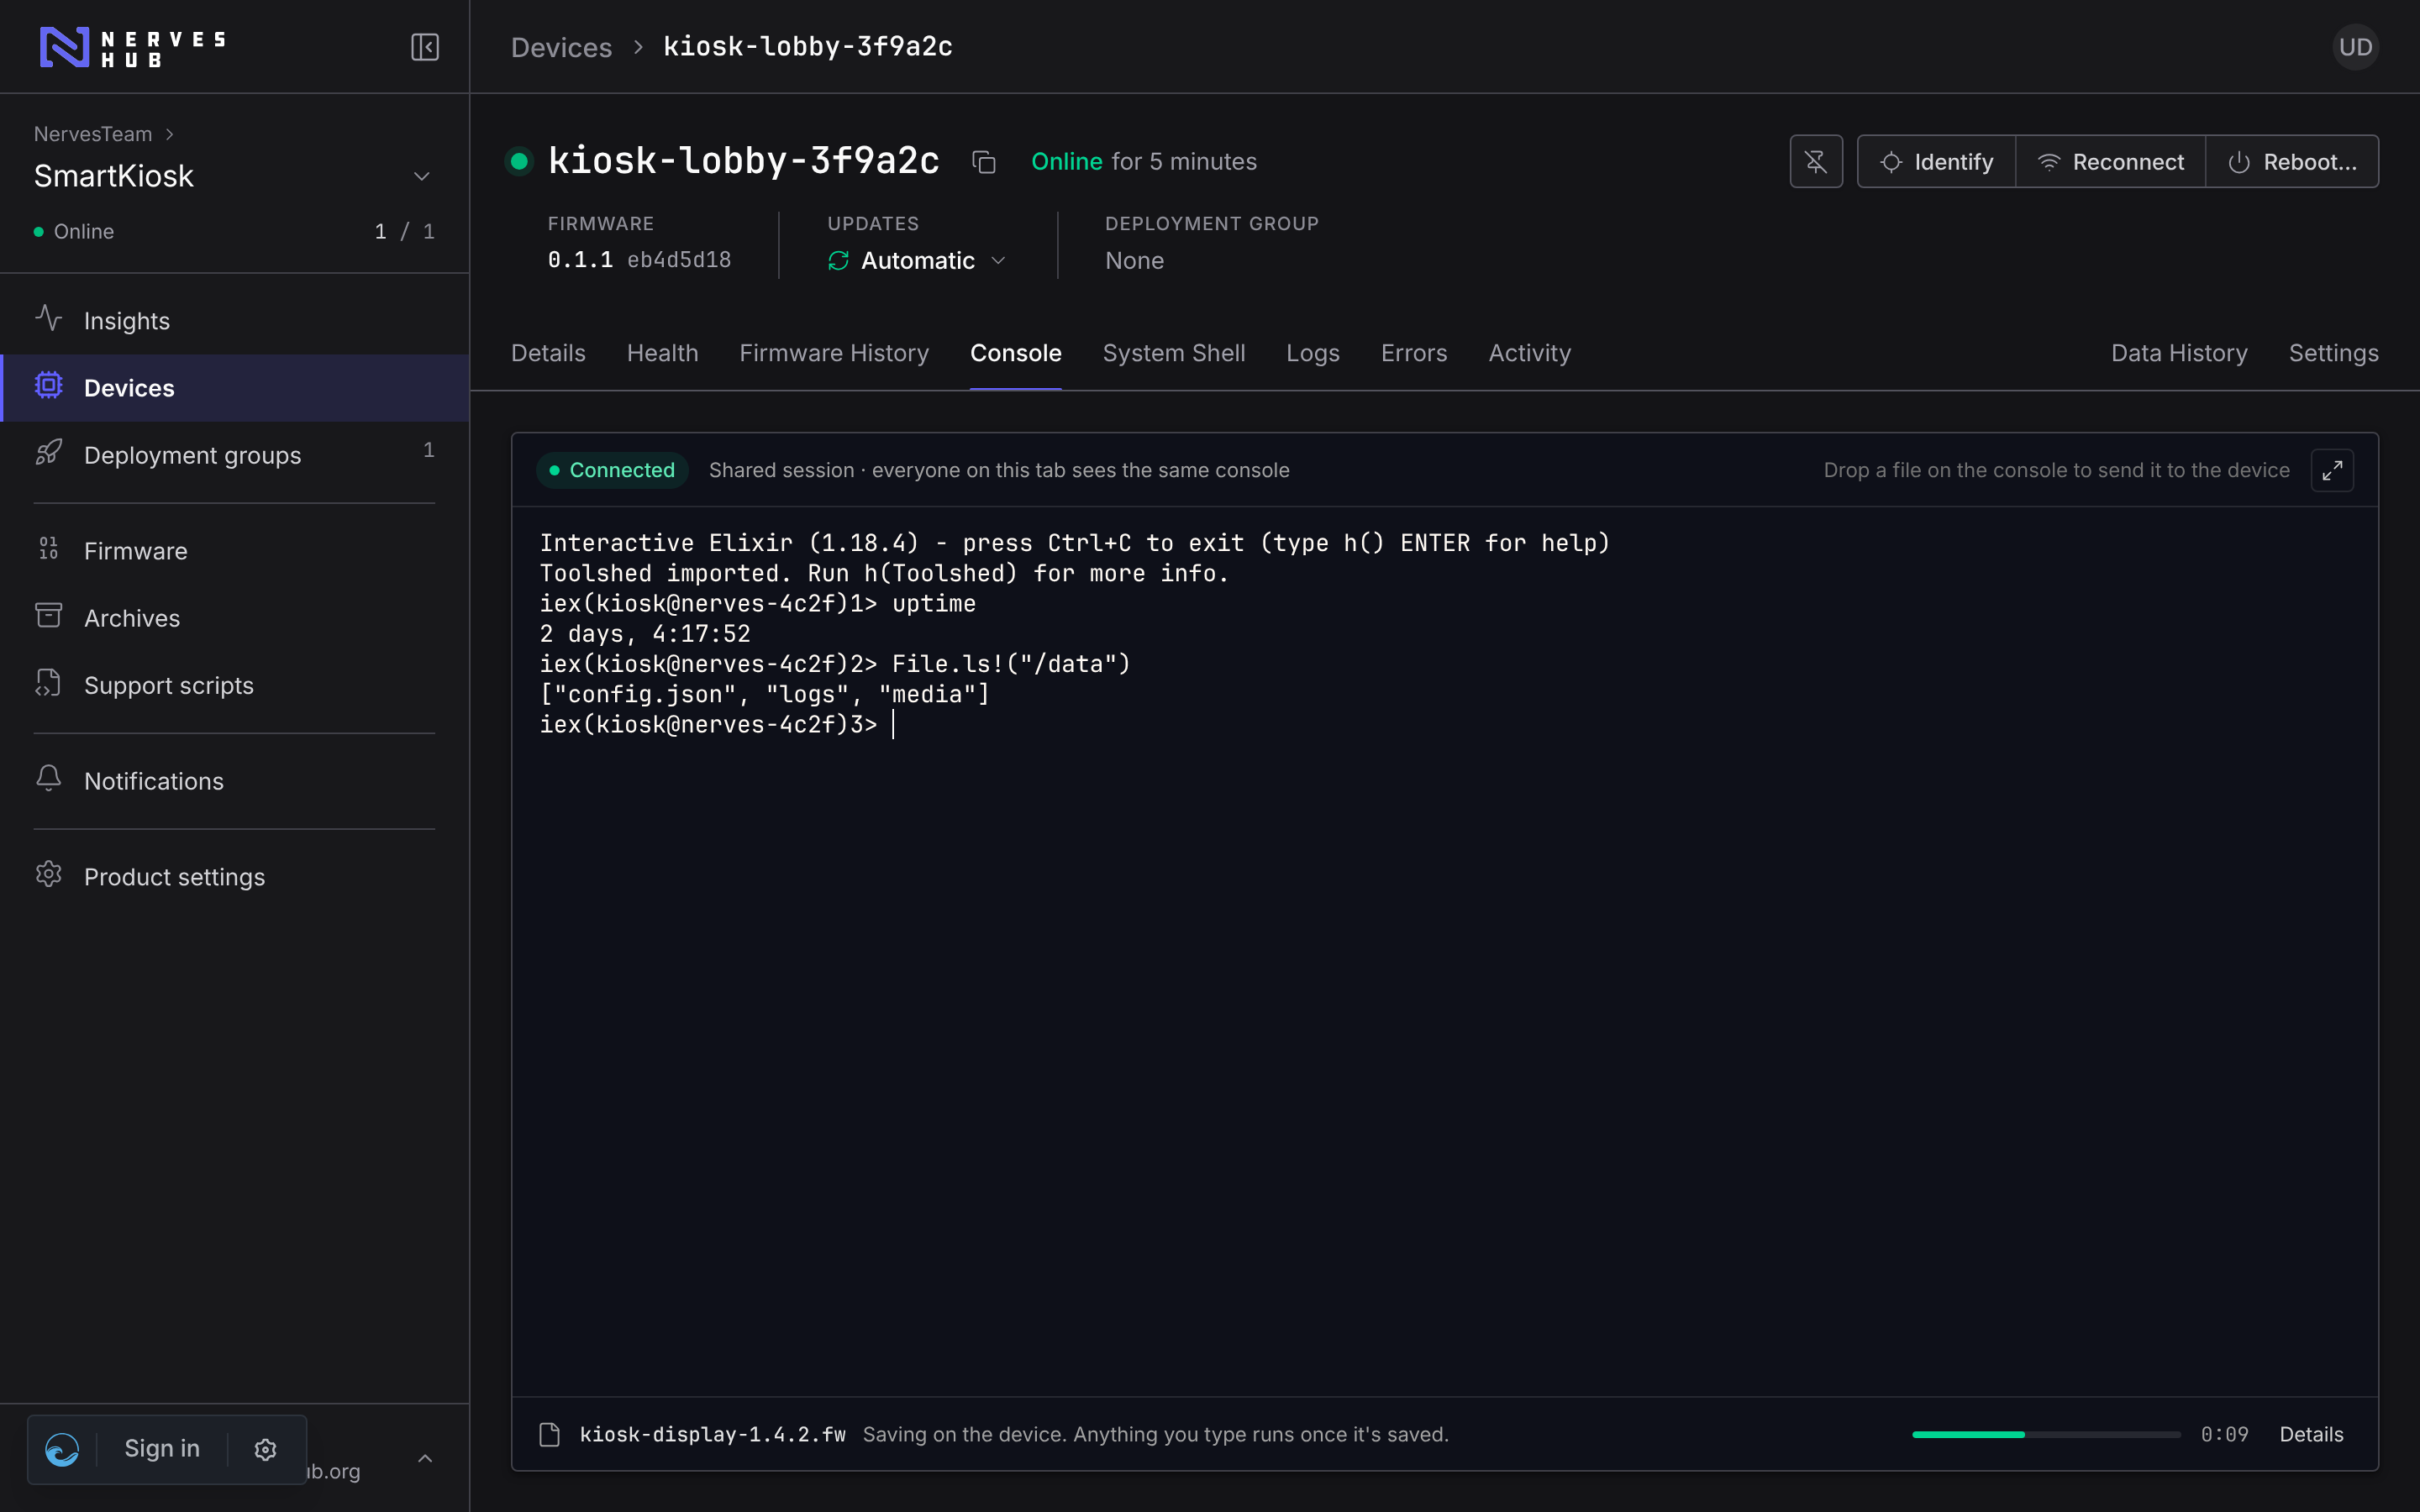 NERVES
HUB
Devices > kiosk-lobby-3f9a2c
UD
NervesTeam >
SmartKiosk
Online 1 / 1
Insights
Devices
Deployment groups 1
Firmware
Archives
Support scripts
Notifications
Product settings
Sign in
ub.org
kiosk-lobby-3f9a2c Online for 5 minutes
Identify Reconnect Reboot...
FIRMWARE UPDATES DEPLOYMENT GROUP
0.1.1 eb4d5d18 Automatic None
Details Health Firmware History Console System Shell Logs Errors Activity Data History Settings
Connected Shared session · everyone on this tab sees the same console Drop a file on the console to send it to the device
Interactive Elixir (1.18.4) - press Ctrl+C to exit (type h() ENTER for help)
Toolshed imported. Run h(Toolshed) for more info.
iex(kiosk@nerves-4c2f)1> uptime
2 days, 4:17:52
iex(kiosk@nerves-4c2f)2> File.ls!("/data")
["config.json", "logs", "media"]
iex(kiosk@nerves-4c2f)3>
kiosk-display-1.4.2.fw Saving on the device. Anything you type runs once it's saved. 0:09 Details